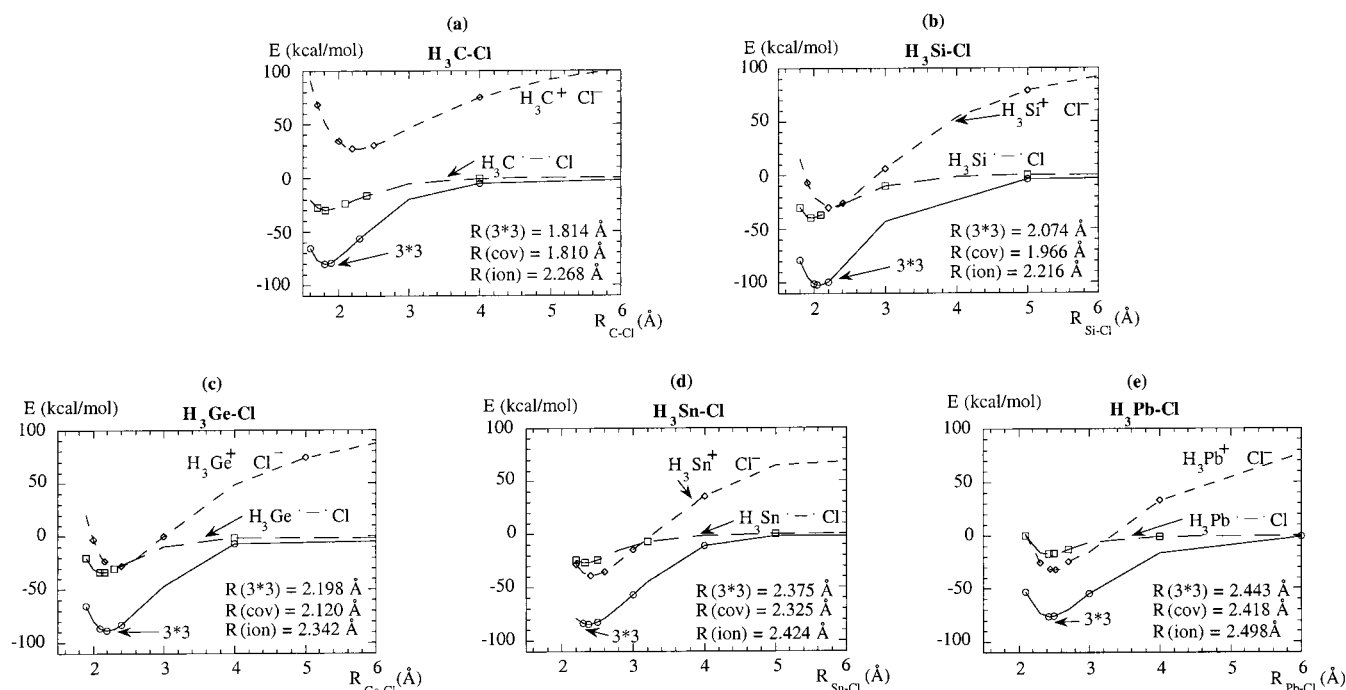 (a)
E (kcal/mol)
H3C-Cl
100
50
0
-50
-100
H3C+ Cl−
H3C · — · Cl
3*3
R(3*3) = 1.814 Å
R(cov) = 1.810 Å
R(ion) = 2.268 Å
2 3 4 5 6
R C-Cl (Å)
(b)
E (kcal/mol)
H3Si-Cl
100
50
0
-50
-100
H3Si+ Cl−
H3Si · — · Cl
3*3
R(3*3) = 2.074 Å
R(cov) = 1.966 Å
R(ion) = 2.216 Å
2 3 4 5 6
R Si-Cl (Å)
(c)
E (kcal/mol)
H3Ge-Cl
100
50
0
-50
-100
H3Ge+ Cl−
H3Ge · — · Cl
3*3
R(3*3) = 2.198 Å
R(cov) = 2.120 Å
R(ion) = 2.342 Å
2 3 4 5 6
R Ge-Cl (Å)
(d)
E (kcal/mol)
H3Sn-Cl
100
50
0
-50
-100
H3Sn+ Cl−
H3Sn · — · Cl
3*3
R(3*3) = 2.375 Å
R(cov) = 2.325 Å
R(ion) = 2.424 Å
2 3 4 5 6
R Sn-Cl (Å)
(e)
E (kcal/mol)
H3Pb-Cl
100
50
0
-50
-100
H3Pb+ Cl−
H3Pb · — · Cl
3*3
R(3*3) = 2.443 Å
R(cov) = 2.418 Å
R(ion) = 2.498Å
2 3 4 5 6
R Pb-Cl (Å)